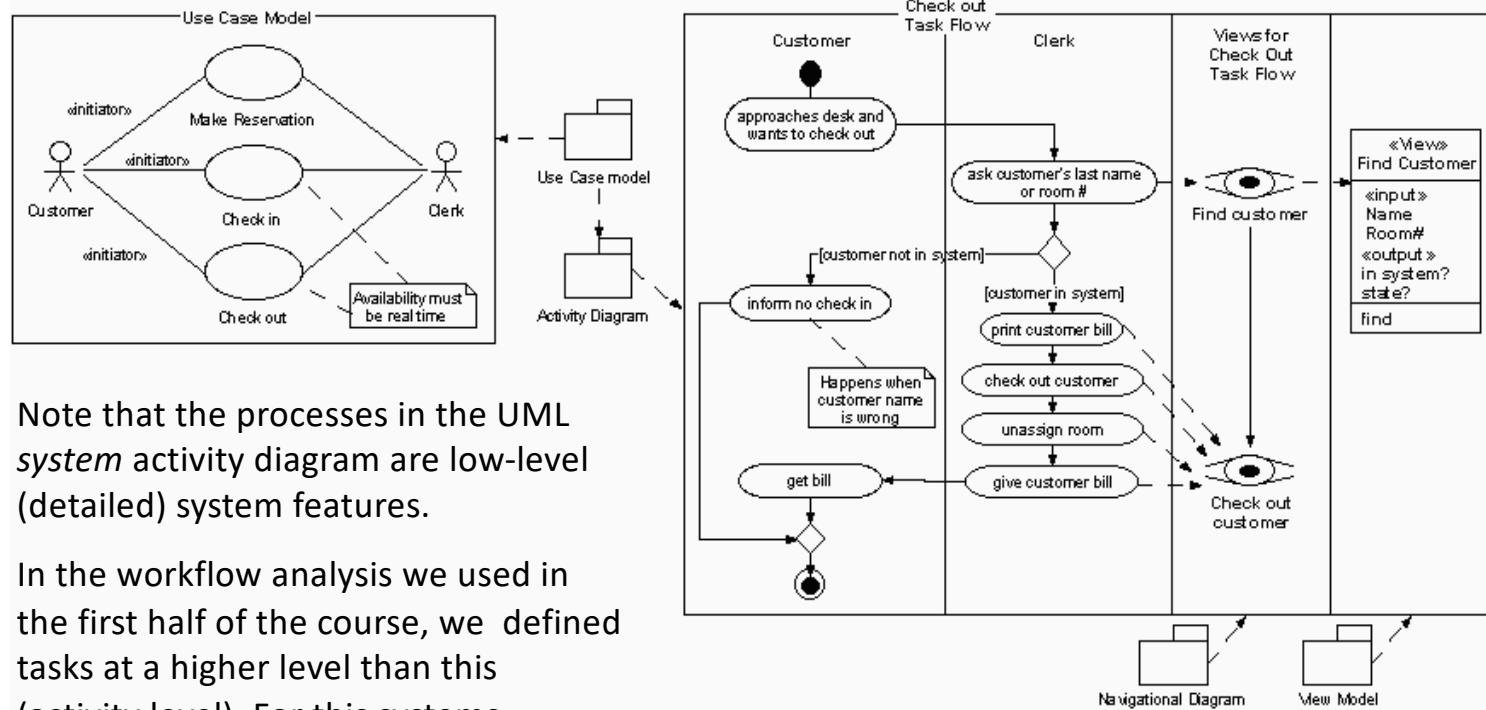 Use Case Model
«initiator»
Make Reservation
«initiator»
Customer
Check in
Clerk
«initiator»
Check out
Availability must
be real time
Use Case model
Activity Diagram
Check out
Task Flow
Customer
Clerk
Views for
Check Out
Task Flow
approaches desk and
wants to check out
ask customer's last name
or room #
Find customer
«View»
Find Customer
«input»
Name
Room#
«output»
in system?
state?
find
[customer not in system]
[customer in system]
inform no check in
print customer bill
Happens when
customer name
is wrong
check out customer
unassign room
get bill
give customer bill
Check out
customer
Navigational Diagram
View Model
Note that the processes in the UML
system activity diagram are low-level
(detailed) system features.
In the workflow analysis we used in
the first half of the course, we defined
tasks at a higher level than this
(activity level). For this systems